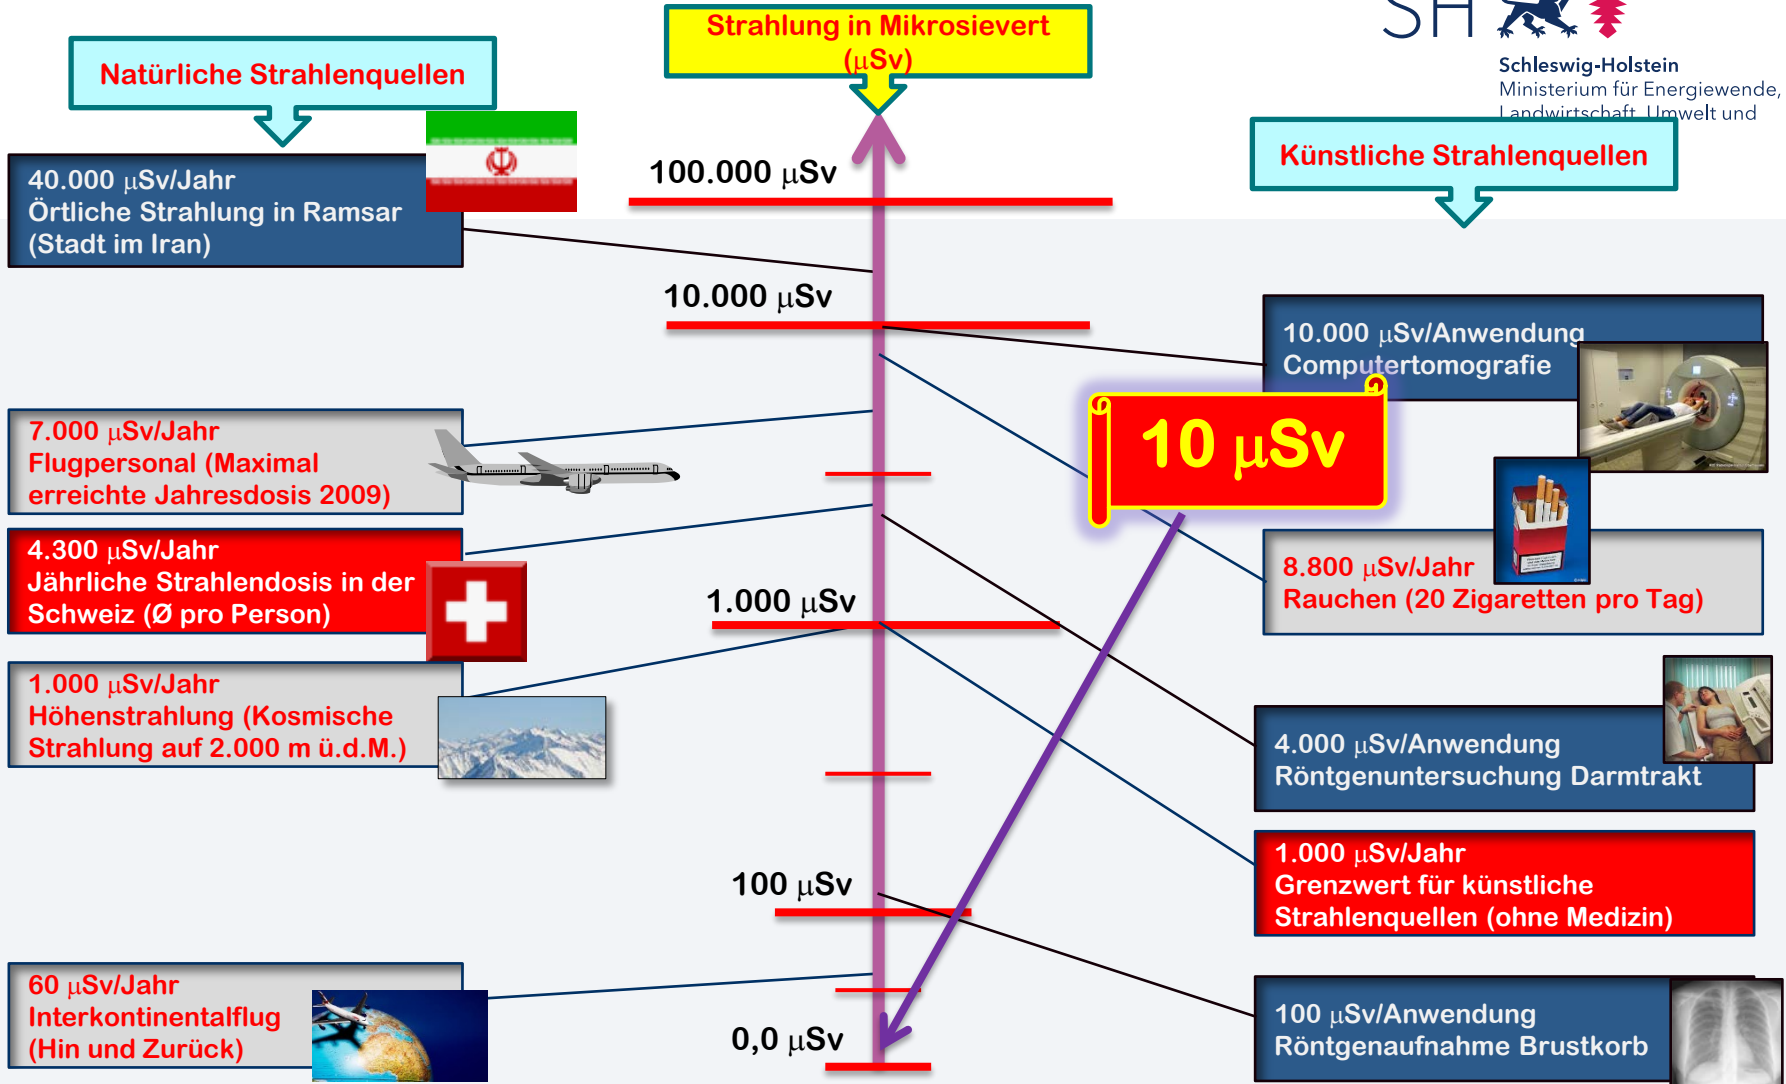 Strahlung in Mikrosievert
(µSv)
SH
Schleswig-Holstein
Ministerium für Energiewende,
Landwirtschaft, Umwelt und
Natürliche Strahlenquellen
Künstliche Strahlenquellen
40.000 µSv/Jahr
Örtliche Strahlung in Ramsar
(Stadt im Iran)
7.000 µSv/Jahr
Flugpersonal (Maximal
erreichte Jahresdosis 2009)
4.300 µSv/Jahr
Jährliche Strahlendosis in der
Schweiz (Ø pro Person)
1.000 µSv/Jahr
Höhenstrahlung (Kosmische
Strahlung auf 2.000 m ü.d.M.)
60 µSv/Jahr
Interkontinentalflug
(Hin und Zurück)
100.000 µSv
10.000 µSv
1.000 µSv
100 µSv
0,0 µSv
10 µSv
10.000 µSv/Anwendung
Computertomografie
8.800 µSv/Jahr
Rauchen (20 Zigaretten pro Tag)
4.000 µSv/Anwendung
Röntgenuntersuchung Darmtrakt
1.000 µSv/Jahr
Grenzwert für künstliche
Strahlenquellen (ohne Medizin)
100 µSv/Anwendung
Röntgenaufnahme Brustkorb